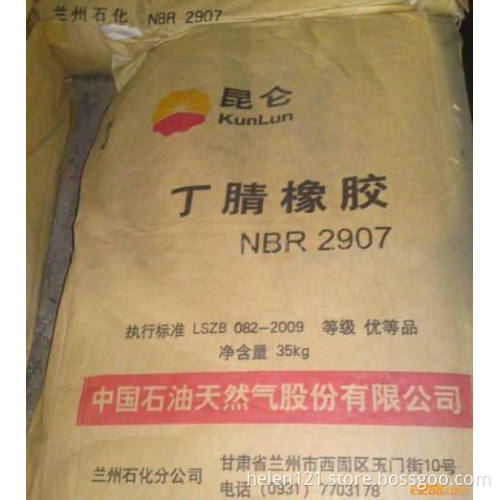 兰州石化 NBR 2907
昆仑
KunLun
丁腈橡胶
NBR 2907
执行标准 LSZB 082-2009 等级 优等品
净含量 35kg
中国石油天然气股份有限公司
兰州石化分公司 甘肃省兰州市西固区玉门街10号
电话 (0931)
helen121.store.bossgoo.com